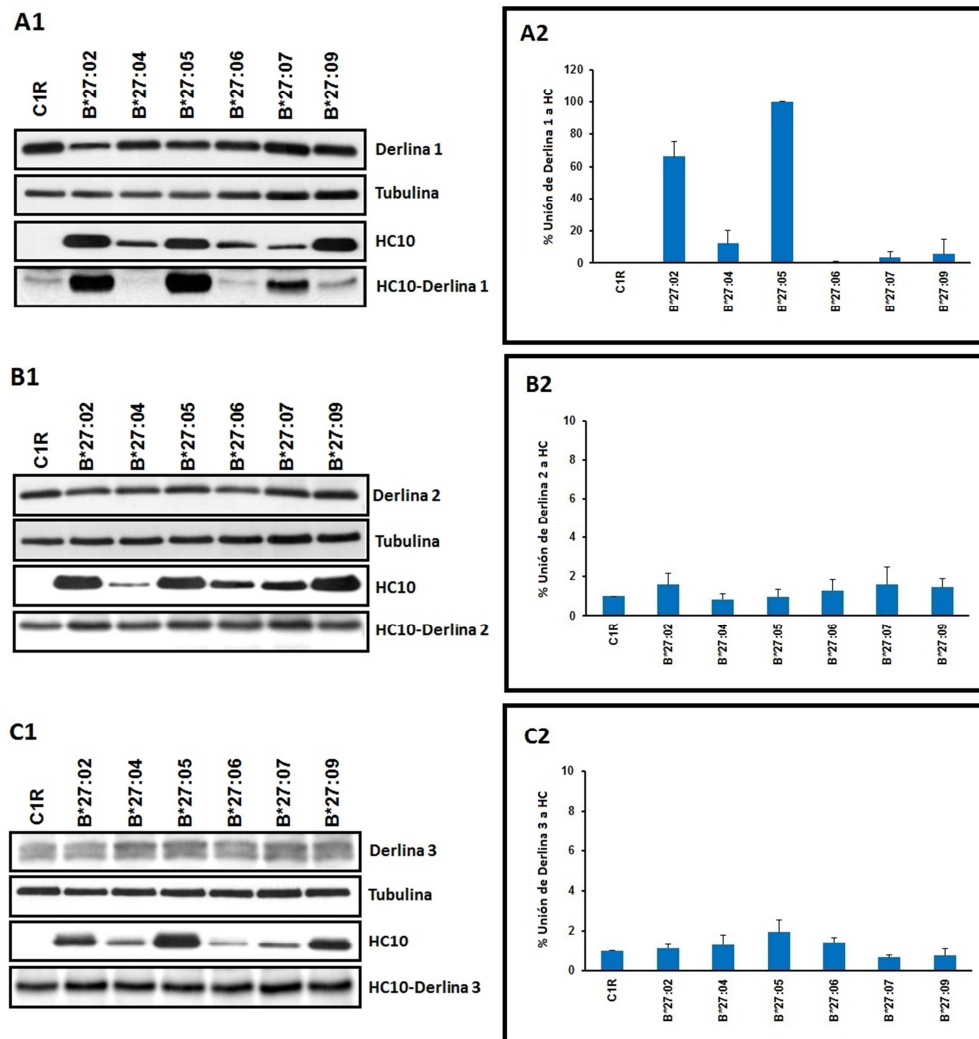 A1
C1R
B*27:02
B*27:04
B*27:05
B*27:06
B*27:07
B*27:09
Derlina 1
Tubulina
HC10
HC10-Derlina 1
A2
% Unión de Derlina 1 a HC
120
100
80
60
40
20
0
C1R
B*27:02
B*27:04
B*27:05
B*27:06
B*27:07
B*27:09
B1
C1R
B*27:02
B*27:04
B*27:05
B*27:06
B*27:07
B*27:09
Derlina 2
Tubulina
HC10
HC10-Derlina 2
B2
% Unión de Derlina 2 a HC
10
8
6
4
2
0
C1R
B*27:02
B*27:04
B*27:05
B*27:06
B*27:07
B*27:09
C1
C1R
B*27:02
B*27:04
B*27:05
B*27:06
B*27:07
B*27:09
Derlina 3
Tubulina
HC10
HC10-Derlina 3
C2
% Unión de Derlina 3 a HC
10
8
6
4
2
0
C1R
B*27:02
B*27:04
B*27:05
B*27:06
B*27:07
B*27:09